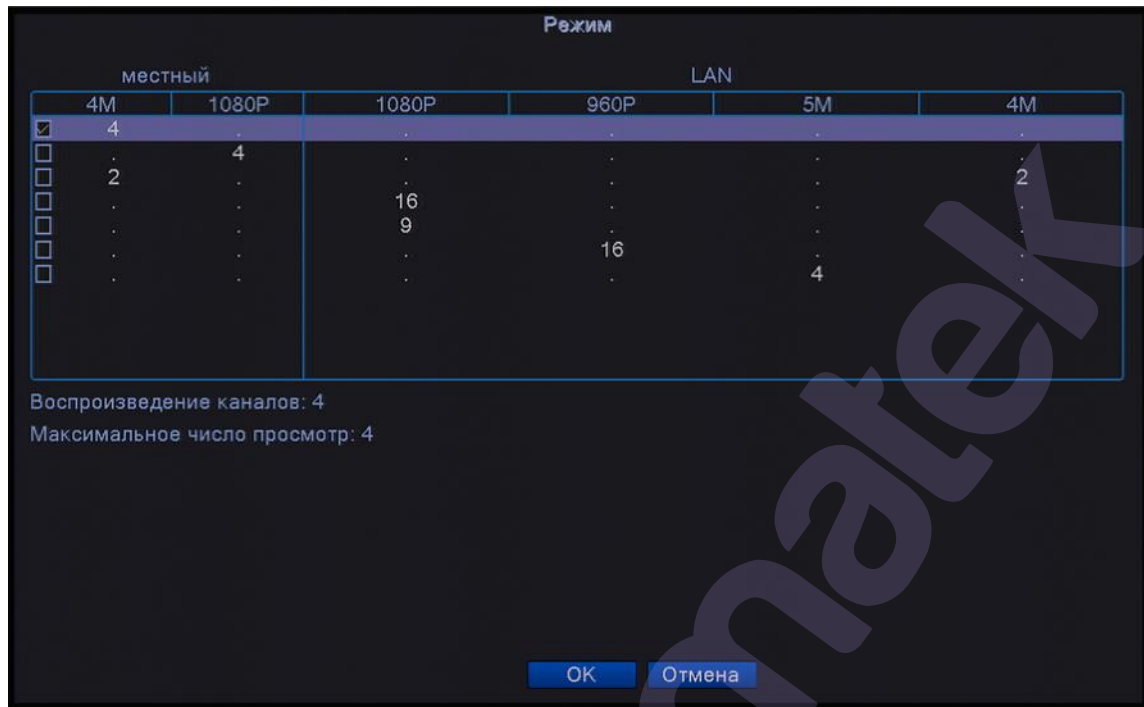 Режим
местный LAN
4M 1080P 1080P 960P 5M 4M
4 . . . . .
. 4 . . . .
2 . . . . 2
. . 16 . . .
. . 9 . . .
. . . 16 . .
. . . . 4 .
Воспроизведение каналов: 4
Максимальное число просмотр: 4
OK Отмена
matek